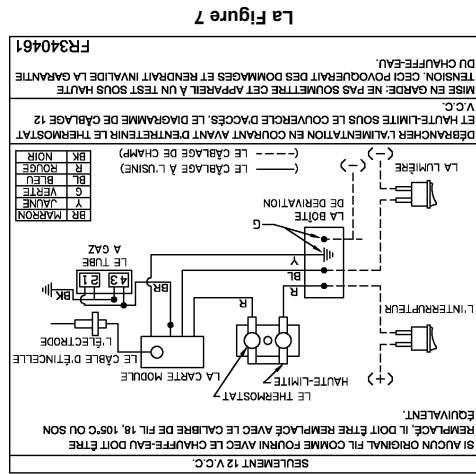 SEULEMENT 12 V.C.C.
SI AUCUN ORIGINAL FIL COMME FOURNI AVEC LE CHAUFFE-EAU DOIT ÊTRE
REMPLACÉ, IL DOIT ÊTRE REMPLACÉ AVEC LE CALIBRE DE FIL 18, 105°C OU SON
ÉQUIVALENT.
(+)
LE THERMOSTAT
HAUTE-LIMITE
LA CARTE MODULE
LE CÂBLE D'ÉTINCELLE
L'INTERRUPTEUR
L'ÉLECTRODE
R
R
BL
Y
BR
BK
3 4 1 2
LE TUBE
A GAZ
G
LA BOÎTE
DE DERIVATION
LA LUMIÈRE
(-)
(-)
BR MARRON
Y JAUNE
G VERTE
BL BLEU
R ROUGE
BK NOIR
(——) LE CÂBLAGE À L'USINE)
(----) LE CÂBLAGE DE CHAMP)
DÉBRANCHER L'ALIMENTATION EN COURANT AVANT D'ENTRETENIR LE THERMOSTAT
ET HAUTE-LIMITE SOUS LE COUVERCLE D'ACCÈS. LE DIAGRAMME DE CÂBLAGE 12
V.C.C.
MISE EN GARDE: NE PAS SOUMETTRE CET APPAREIL À UN TEST SOUS HAUTE
TENSION. CECI POVOQUERAIT DES DOMMAGES ET RENDRAIT INVALIDE LA GARANTIE
DU CHAUFFE-EAU.
FR340461
La Figure 7